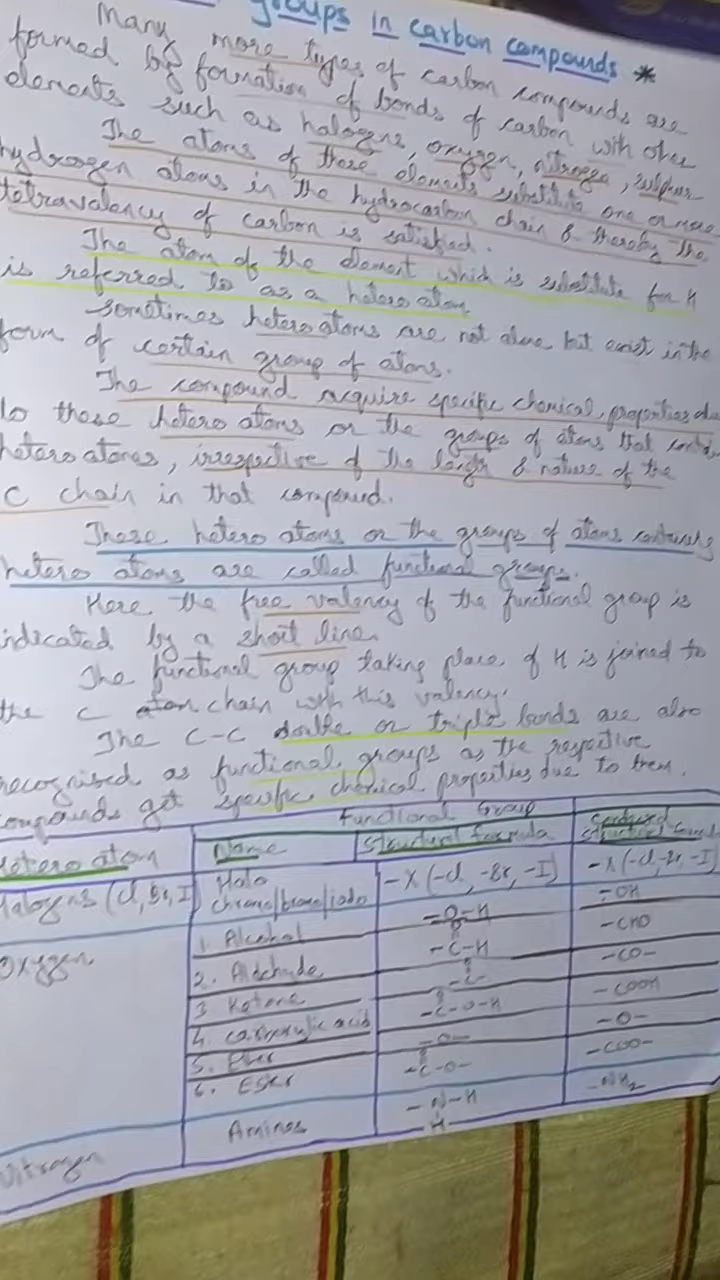 groups in carbon compounds *
Many more types of carbon compounds are
formed by formation of bonds of carbon with other
elements such as halogens, oxygen, nitrogen, sulphur
The atoms of these elements substitute one or more
hydrogen atoms in the hydrocarbon chain & thereby the
tetravalency of carbon is satisfied.
The atom of the element which is substitute for H
is referred to as a hetero atom
Sometimes hetero atoms are not alone but exist in the
form of certain group of atoms.
The compound acquire specific chemical properties du
to these hetero atoms or the groups of atoms that conta
hetero atoms, irrespective of the length & nature of the
C chain in that compound.
These hetero atoms or the groups of atoms
hetero atoms are called functional groups.
Here the free valency of the functional group is
indicated by a short line.
The functional group taking place of H is joined to
the C atom chain with this valency.
The C-C double or triple bonds are also
recognised as functional groups as the respective
compounds get specific chemical properties due to them.
Functional Group
Hetero atom Name Structural formula Structural
Halogens (Cl, Br, I) Halo -X (-Cl, -Br, -I) -X (-Cl, -Br, -I)
/bromo/iodo
Oxygen 1. Alcohol -O-H -OH
2. Aldehyde O -C-H -CHO
3. Ketone O -C- -CO-
4. Carboxylic acid O -C-O-H -COOH
5. Ether -O- -O-
6. Ester O -C-O- -COO-
Nitrogen Amines -N-H H -NH2